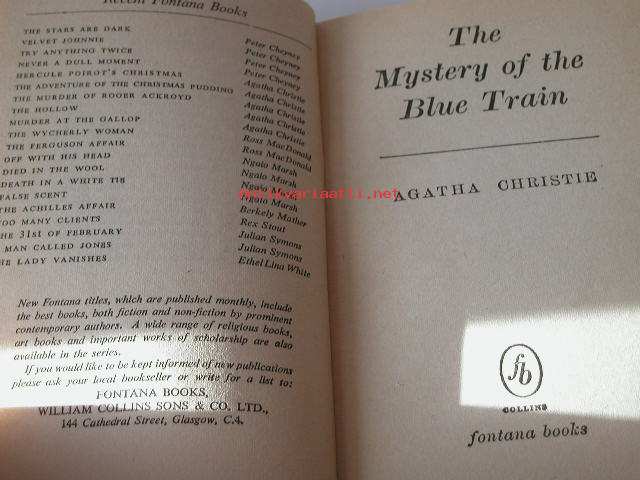 Recent Fontana Books
THE STARS ARE DARK Peter Cheyney
VELVET JOHNNIE Peter Cheyney
TRY ANYTHING TWICE Peter Cheyney
NEVER A DULL MOMENT Peter Cheyney
HERCULE POIROT'S CHRISTMAS Agatha Christie
THE ADVENTURE OF THE CHRISTMAS PUDDING Agatha Christie
THE MURDER OF ROGER ACKROYD Agatha Christie
THE HOLLOW Agatha Christie
MURDER AT THE GALLOP Agatha Christie
THE WYCHERLY WOMAN Ross MacDonald
THE FERGUSON AFFAIR Ross MacDonald
OFF WITH HIS HEAD Ngaio Marsh
DIED IN THE WOOL Ngaio Marsh
DEATH IN A WHITE TIE Ngaio Marsh
FALSE SCENT Ngaio Marsh
THE ACHILLES AFFAIR Berkely Mather
TOO MANY CLIENTS Rex Stout
THE 31st OF FEBRUARY Julian Symons
A MAN CALLED JONES Julian Symons
THE LADY VANISHES Ethel Lina White
New Fontana titles, which are published monthly, include
the best books, both fiction and non-fiction by prominent
contemporary authors. A wide range of religious books,
art books and important works of scholarship are also
available in the series.
If you would like to be kept informed of new publications
please ask your local bookseller or write for a list to:
FONTANA BOOKS,
WILLIAM COLLINS SONS & CO. LTD.,
144 Cathedral Street, Glasgow, C.4.
The
Mystery of the
Blue Train
AGATHA CHRISTIE
fb
COLLINS
fontana books